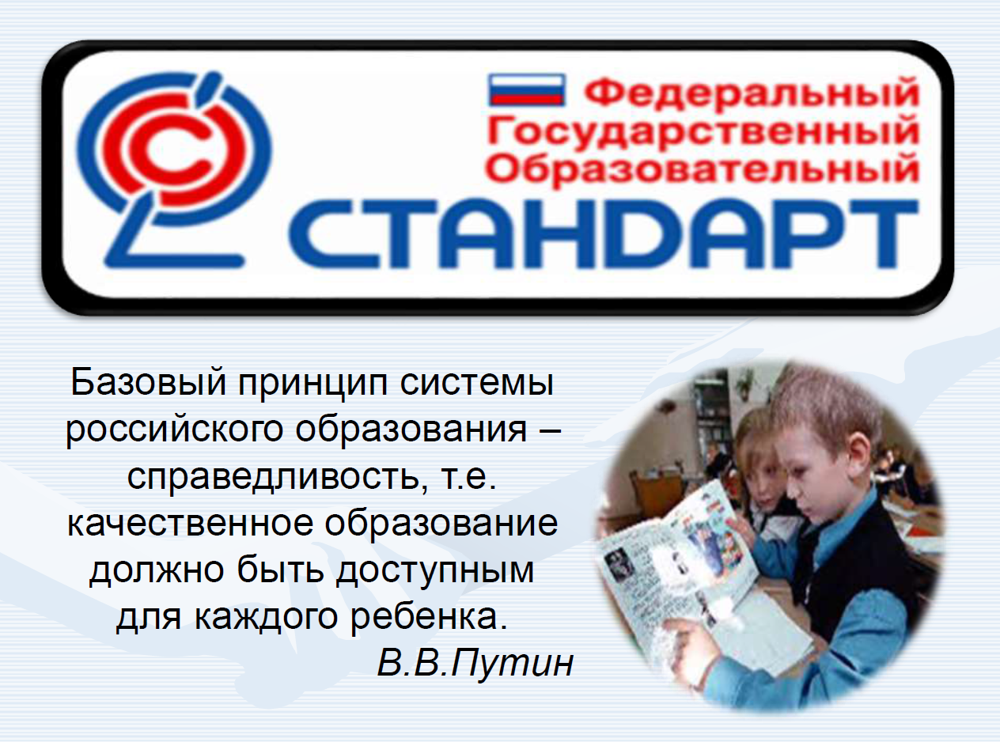 Федеральный
Государственный
Образовательный
СТАНДАРТ
Базовый принцип системы
российского образования –
справедливость, т.е.
качественное образование
должно быть доступным
для каждого ребенка.
В.В.Путин